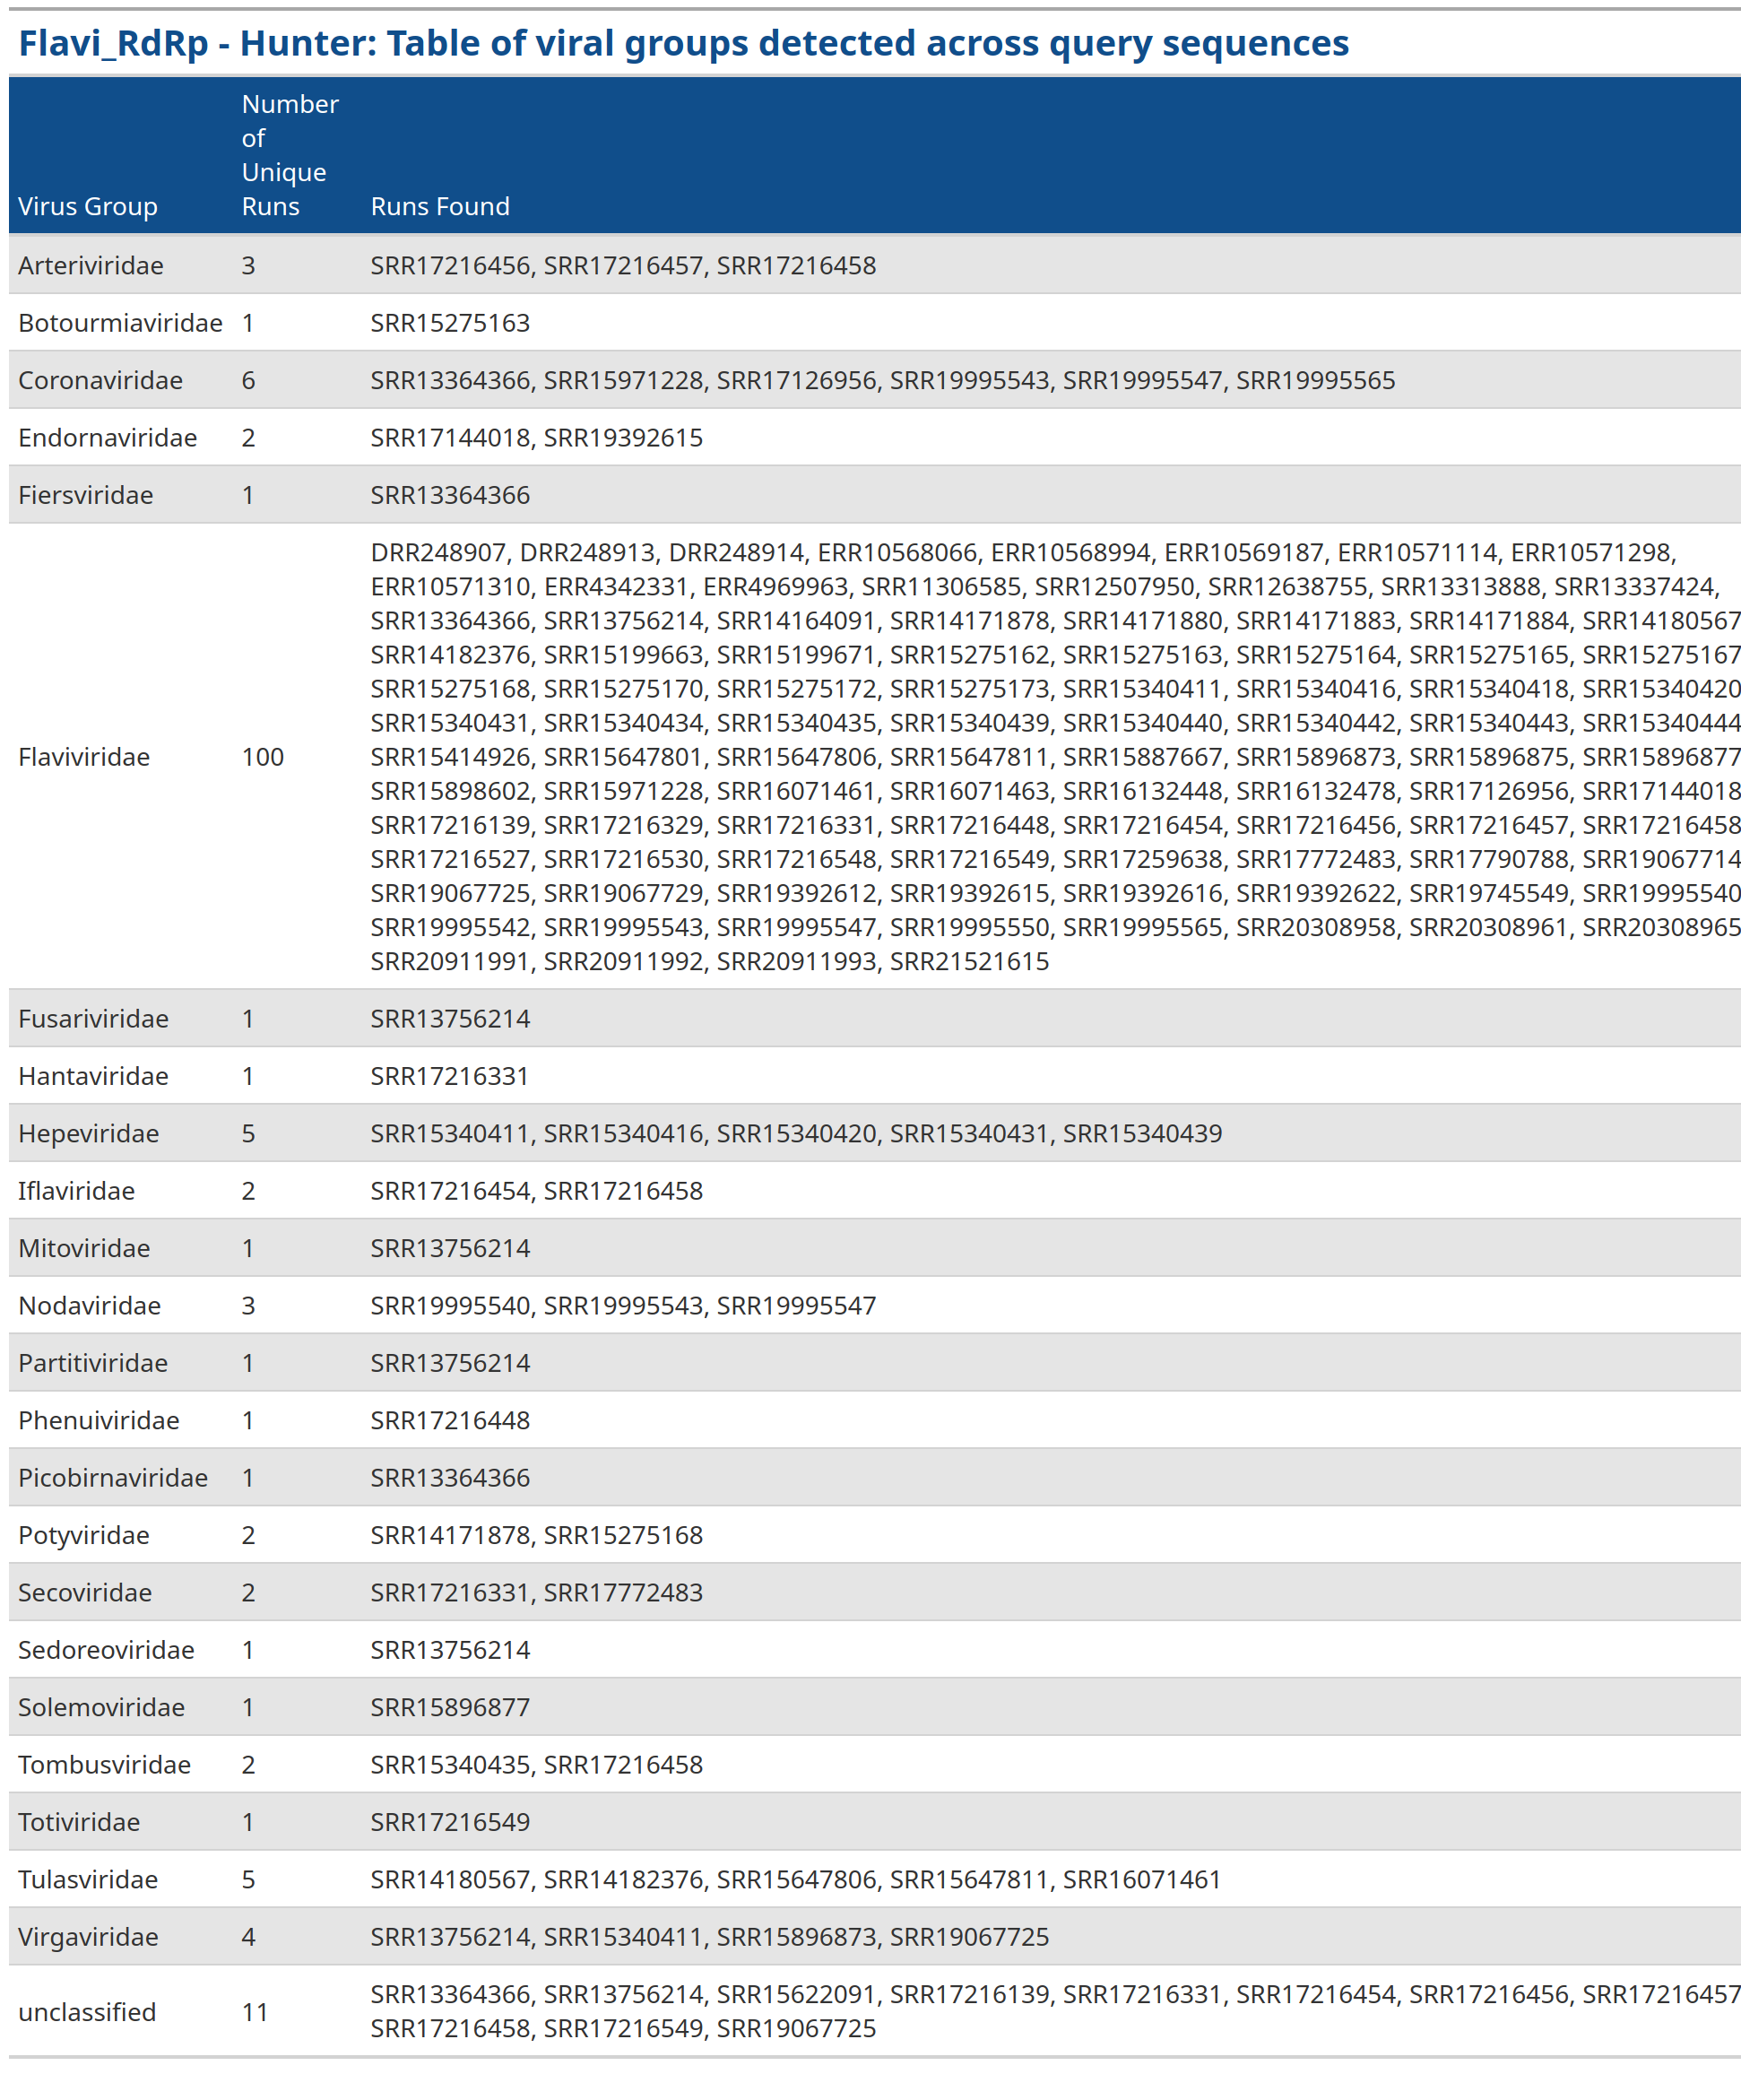 Flavi_RdRp - Hunter: Table of viral groups detected across query sequences
Virus Group
Number
of
Unique
Runs
Runs Found
Arteriviridae 3 SRR17216456, SRR17216457, SRR17216458
Botourmiaviridae 1 SRR15275163
Coronaviridae 6 SRR13364366, SRR15971228, SRR17126956, SRR19995543, SRR19995547, SRR19995565
Endornaviridae 2 SRR17144018, SRR19392615
Fiersviridae 1 SRR13364366
Flaviviridae 100
DRR248907, DRR248913, DRR248914, ERR10568066, ERR10568994, ERR10569187, ERR10571114, ERR10571298,
ERR10571310, ERR4342331, ERR4969963, SRR11306585, SRR12507950, SRR12638755, SRR13313888, SRR13337424,
SRR13364366, SRR13756214, SRR14164091, SRR14171878, SRR14171880, SRR14171883, SRR14171884, SRR14180567
SRR14182376, SRR15199663, SRR15199671, SRR15275162, SRR15275163, SRR15275164, SRR15275165, SRR15275167
SRR15275168, SRR15275170, SRR15275172, SRR15275173, SRR15340411, SRR15340416, SRR15340418, SRR15340420
SRR15340431, SRR15340434, SRR15340435, SRR15340439, SRR15340440, SRR15340442, SRR15340443, SRR15340444
SRR15414926, SRR15647801, SRR15647806, SRR15647811, SRR15887667, SRR15896873, SRR15896875, SRR15896877
SRR15898602, SRR15971228, SRR16071461, SRR16071463, SRR16132448, SRR16132478, SRR17126956, SRR17144018
SRR17216139, SRR17216329, SRR17216331, SRR17216448, SRR17216454, SRR17216456, SRR17216457, SRR17216458
SRR17216527, SRR17216530, SRR17216548, SRR17216549, SRR17259638, SRR17772483, SRR17790788, SRR19067714
SRR19067725, SRR19067729, SRR19392612, SRR19392615, SRR19392616, SRR19392622, SRR19745549, SRR19995540
SRR19995542, SRR19995543, SRR19995547, SRR19995550, SRR19995565, SRR20308958, SRR20308961, SRR20308965
SRR20911991, SRR20911992, SRR20911993, SRR21521615
Fusariviridae 1 SRR13756214
Hantaviridae 1 SRR17216331
Hepeviridae 5 SRR15340411, SRR15340416, SRR15340420, SRR15340431, SRR15340439
Iflaviridae 2 SRR17216454, SRR17216458
Mitoviridae 1 SRR13756214
Nodaviridae 3 SRR19995540, SRR19995543, SRR19995547
Partitiviridae 1 SRR13756214
Phenuiviridae 1 SRR17216448
Picobirnaviridae 1 SRR13364366
Potyviridae 2 SRR14171878, SRR15275168
Secoviridae 2 SRR17216331, SRR17772483
Sedoreoviridae 1 SRR13756214
Solemoviridae 1 SRR15896877
Tombusviridae 2 SRR15340435, SRR17216458
Totiviridae 1 SRR17216549
Tulasviridae 5 SRR14180567, SRR14182376, SRR15647806, SRR15647811, SRR16071461
Virgaviridae 4 SRR13756214, SRR15340411, SRR15896873, SRR19067725
unclassified 11
SRR13364366, SRR13756214, SRR15622091, SRR17216139, SRR17216331, SRR17216454, SRR17216456, SRR17216457
SRR17216458, SRR17216549, SRR19067725